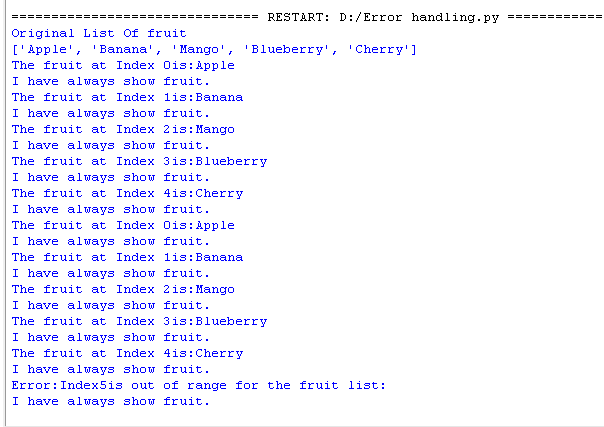 =============================== RESTART: D:/Error handling.py ============
Original List Of fruit
['Apple', 'Banana', 'Mango', 'Blueberry', 'Cherry']
The fruit at Index 0is:Apple
I have always show fruit.
The fruit at Index 1is:Banana
I have always show fruit.
The fruit at Index 2is:Mango
I have always show fruit.
The fruit at Index 3is:Blueberry
I have always show fruit.
The fruit at Index 4is:Cherry
I have always show fruit.
The fruit at Index 0is:Apple
I have always show fruit.
The fruit at Index 1is:Banana
I have always show fruit.
The fruit at Index 2is:Mango
I have always show fruit.
The fruit at Index 3is:Blueberry
I have always show fruit.
The fruit at Index 4is:Cherry
I have always show fruit.
Error:Index5is out of range for the fruit list:
I have always show fruit.